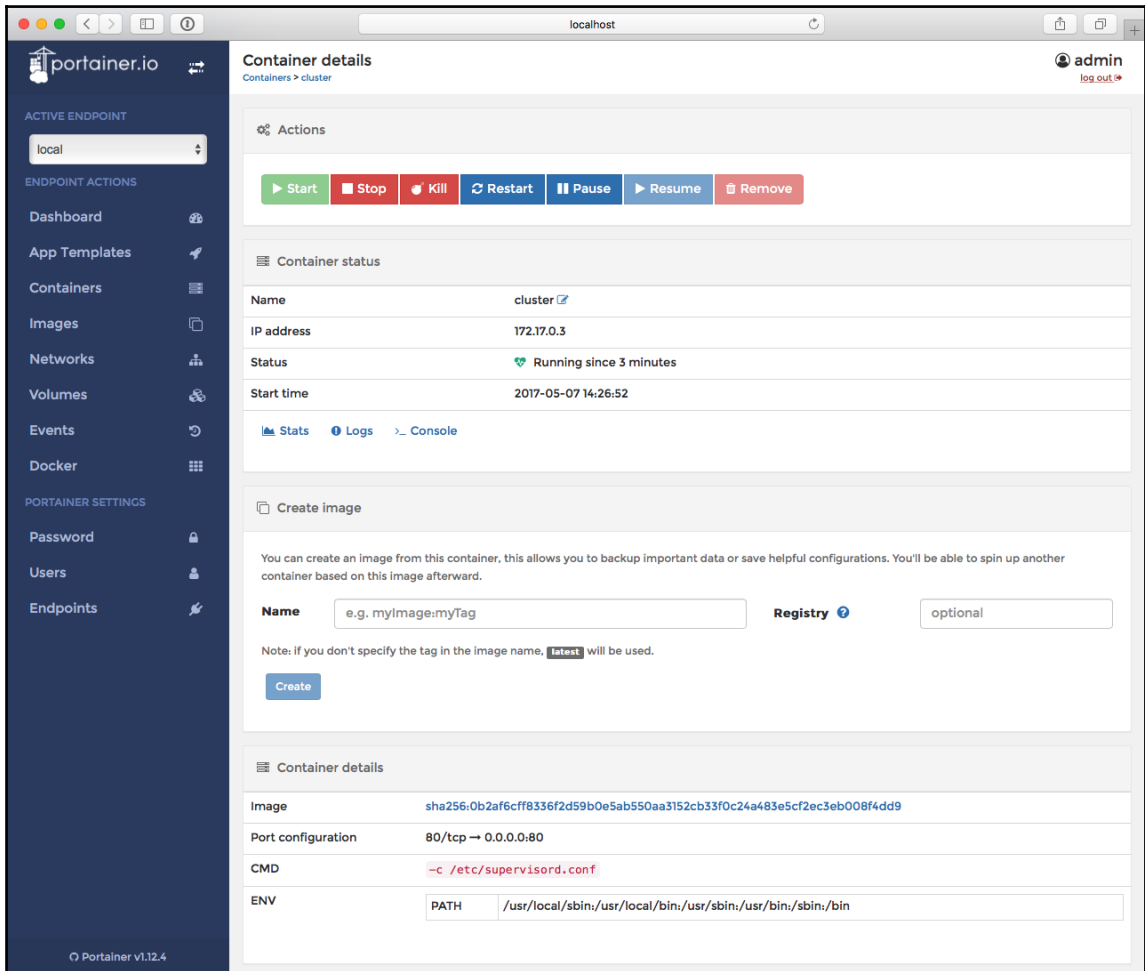 localhost
portainer.io
Container details
admin
Containers > cluster
log out
ACTIVE ENDPOINT
local
ENDPOINT ACTIONS
Dashboard
App Templates
Containers
Images
Networks
Volumes
Events
Docker
PORTAINER SETTINGS
Password
Users
Endpoints
Portainer v1.12.4
Actions
Start Stop Kill Restart Pause Resume Remove
Container status
Name cluster
IP address 172.17.0.3
Status Running since 3 minutes
Start time 2017-05-07 14:26:52
Stats Logs >_ Console
Create image
You can create an image from this container, this allows you to backup important data or save helpful configurations. You'll be able to spin up another
container based on this image afterward.
Name e.g. myImage:myTag Registry optional
Note: if you don't specify the tag in the image name, latest will be used.
Create
Container details
Image sha256:0b2af6cff8336f2d59b0e5ab550aa3152cb33f0c24a483e5cf2ec3eb008f4dd9
Port configuration 80/tcp → 0.0.0.0:80
CMD -c /etc/supervisord.conf
ENV PATH /usr/local/sbin:/usr/local/bin:/usr/sbin:/usr/bin:/sbin:/bin